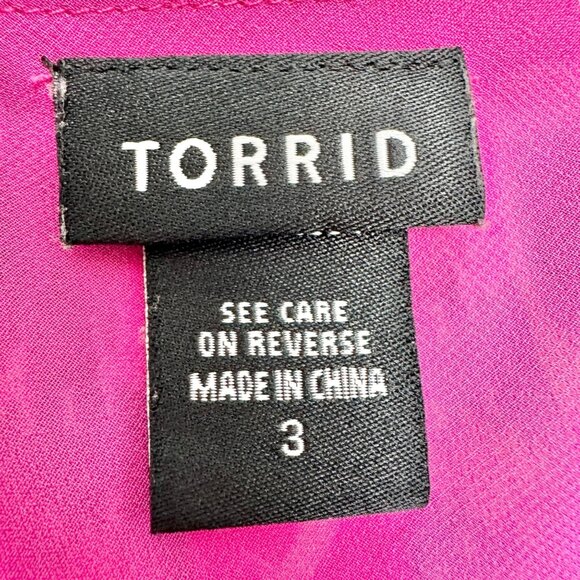 TORRID
SEE CARE
ON REVERSE
MADE IN CHINA
3